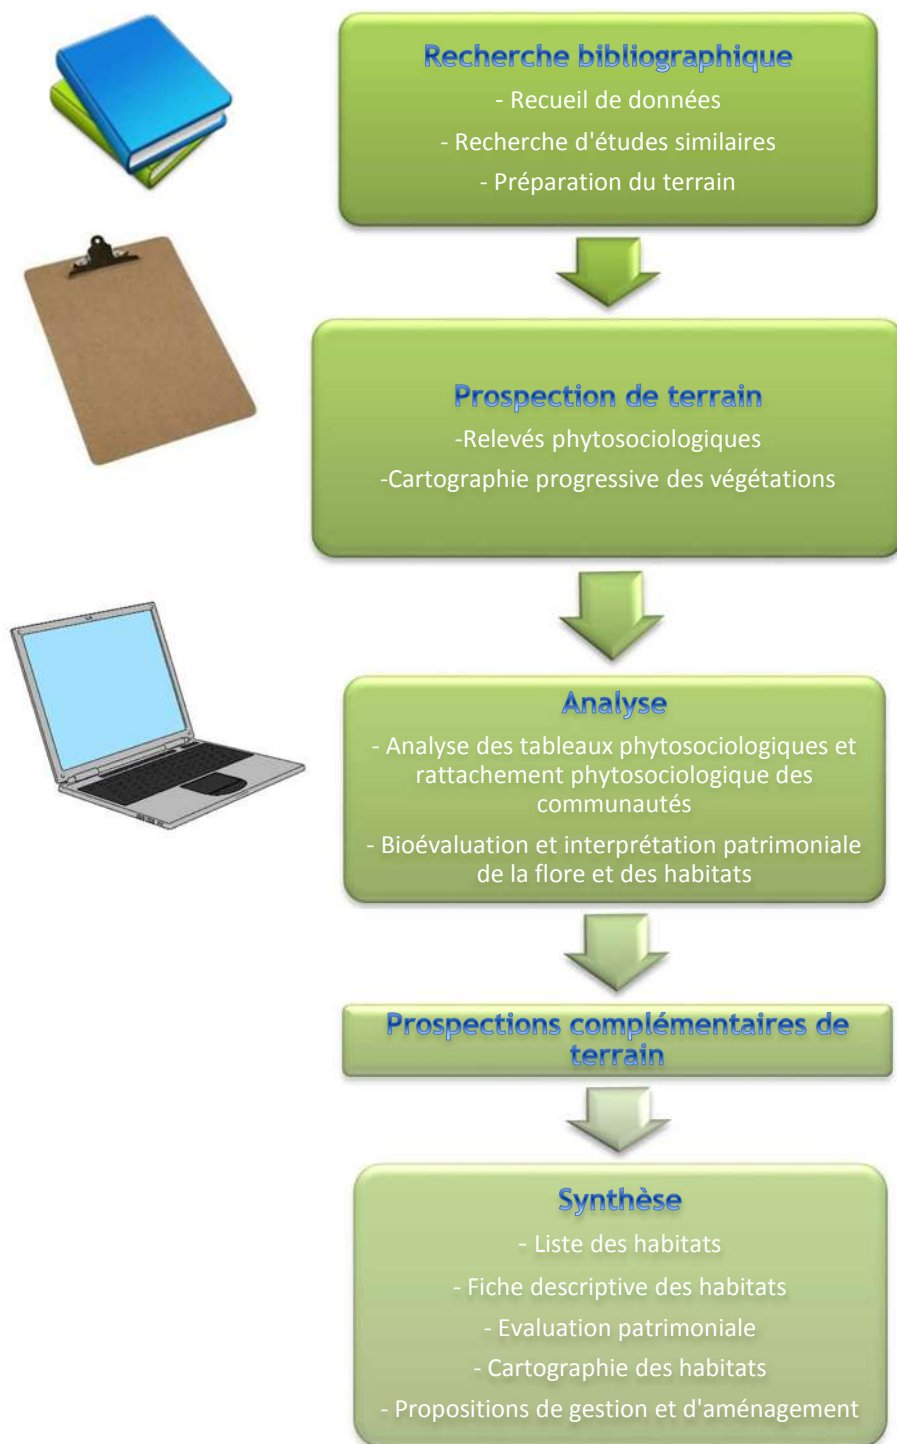 Recherche bibliographique
- Recueil de données
- Recherche d'études similaires
- Préparation du terrain
Prospection de terrain
-Relevés phytosociologiques
-Cartographie progressive des végétations
Analyse
- Analyse des tableaux phytosociologiques et
rattachement phytosociologique des
communautés
- Bioévaluation et interprétation patrimoniale
de la flore et des habitats
Prospections complémentaires de
terrain
Synthèse
- Liste des habitats
- Fiche descriptive des habitats
- Evaluation patrimoniale
- Cartographie des habitats
- Propositions de gestion et d'aménagement